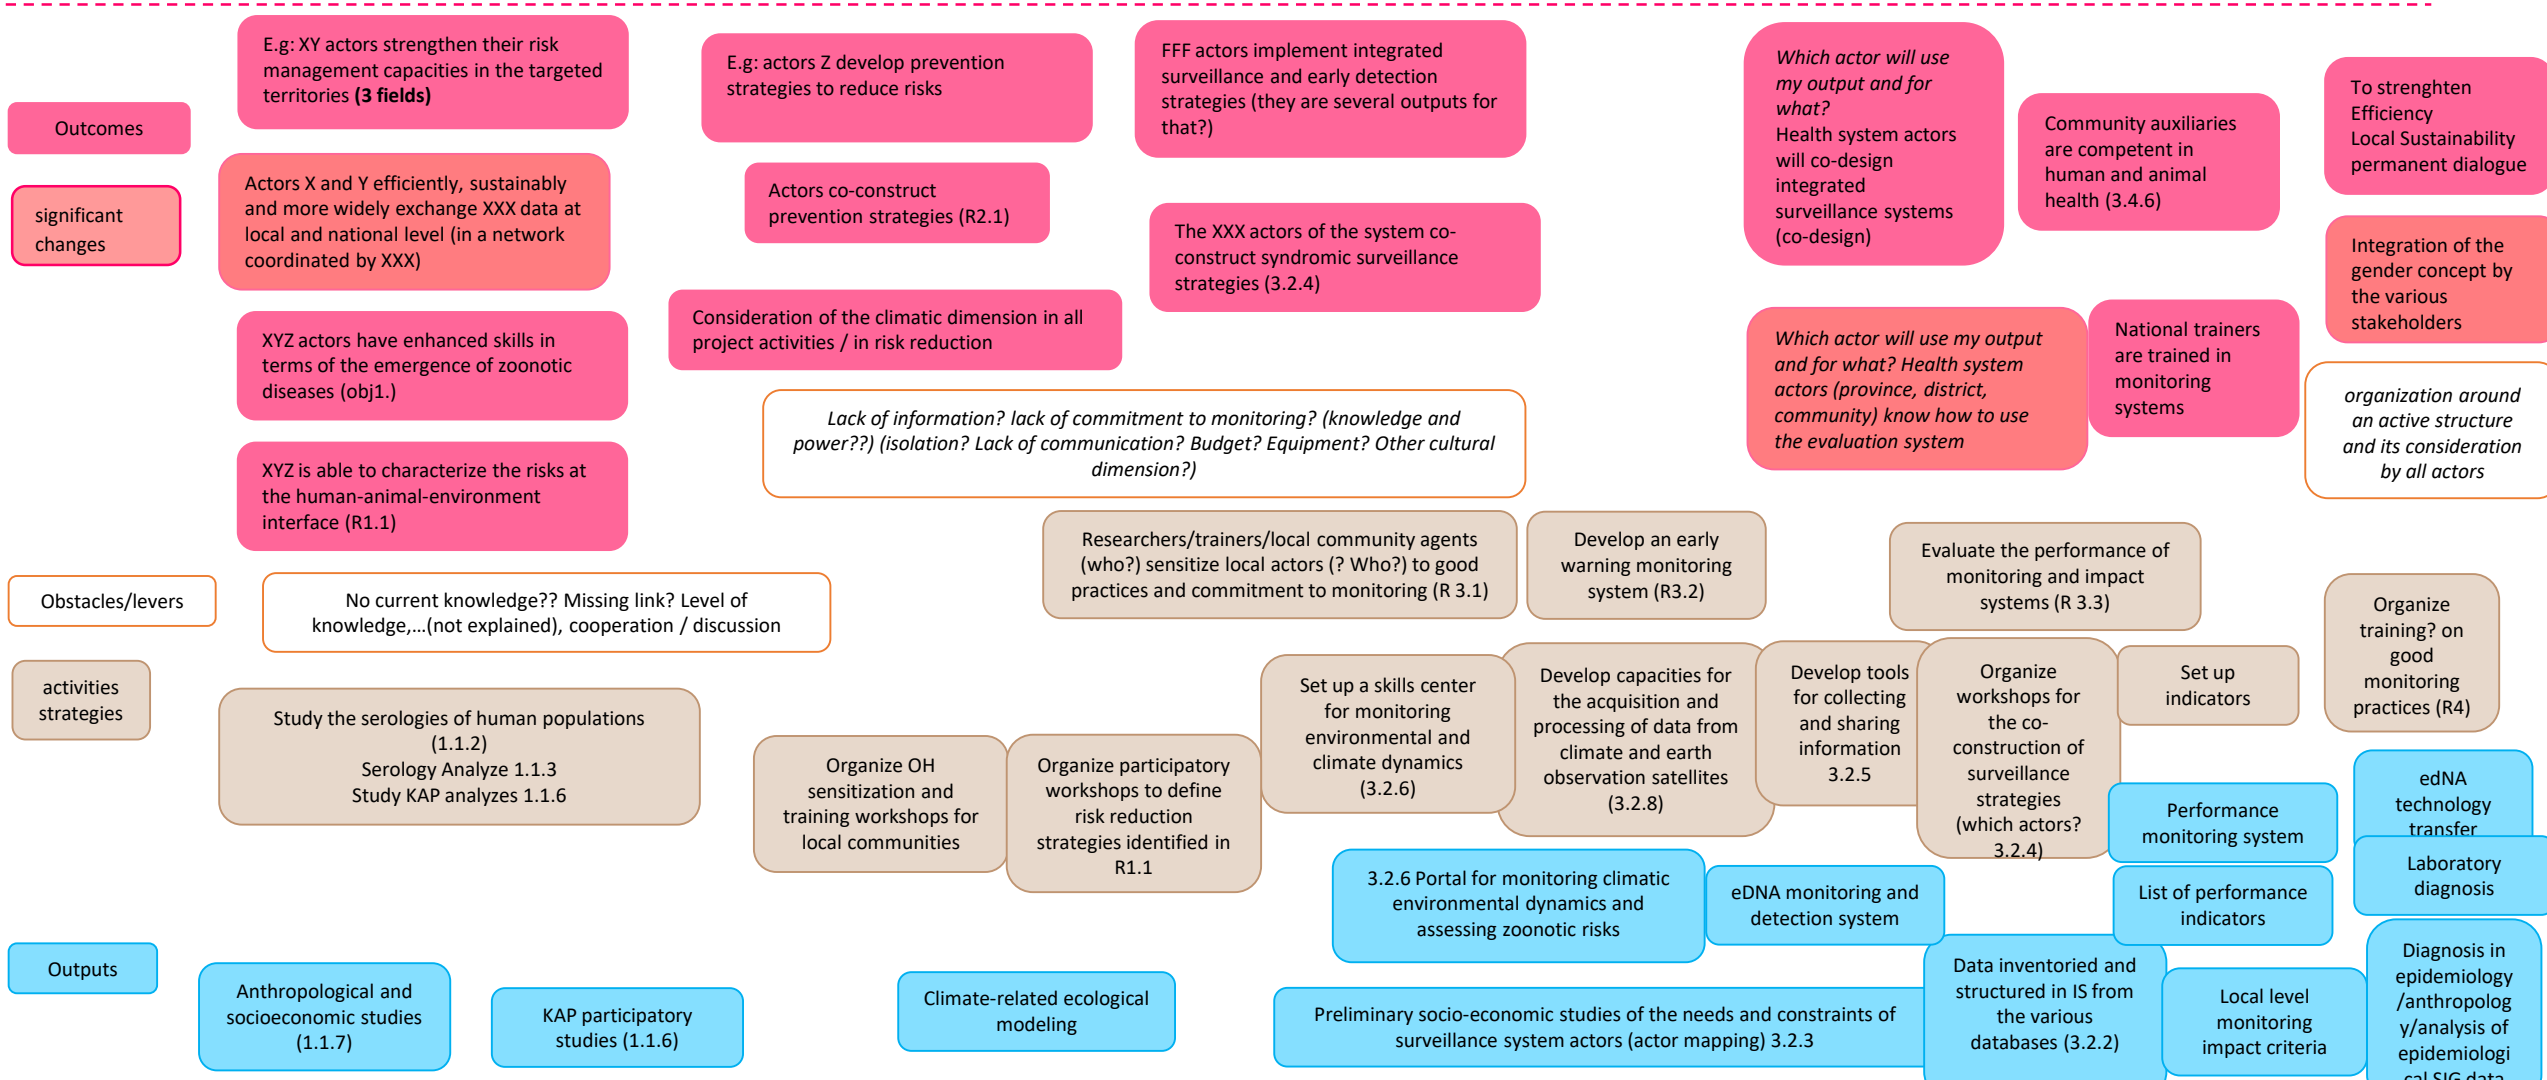 E.g: XY actors strengthen their risk
management capacities in the targeted
territories (3 fields)
E.g: actors Z develop prevention
strategies to reduce risks
FFF actors implement integrated
surveillance and early detection
strategies (they are several outputs for
that?)
Which actor will use
my output and for
what?
Health system actors
will co-design
integrated
surveillance systems
(co-design)
Community auxiliaries
are competent in
human and animal
health (3.4.6)
To strenghten
Efficiency
Local Sustainability
permanent dialogue
Outcomes
significant
changes
Actors X and Y efficiently, sustainably
and more widely exchange XXX data at
local and national level (in a network
coordinated by XXX)
Actors co-construct
prevention strategies (R2.1)
The XXX actors of the system co-
construct syndromic surveillance
strategies (3.2.4)
Integration of the
gender concept by
the various
stakeholders
XYZ actors have enhanced skills in
terms of the emergence of zoonotic
diseases (obj1.)
Consideration of the climatic dimension in all
project activities / in risk reduction
Which actor will use my output
and for what? Health system
actors (province, district,
community) know how to use
the evaluation system
National trainers
are trained in
monitoring
systems
organization around
an active structure
and its consideration
by all actors
Lack of information? lack of commitment to monitoring? (knowledge and
power??) (isolation? Lack of communication? Budget? Equipment? Other cultural
dimension?)
XYZ is able to characterize the risks at
the human-animal-environment
interface (R1.1)
Researchers/trainers/local community agents
(who?) sensitize local actors (? Who?) to good
practices and commitment to monitoring (R 3.1)
Develop an early
warning monitoring
system (R3.2)
Evaluate the performance of
monitoring and impact
systems (R 3.3)
Organize
training? on
good
monitoring
practices (R4)
Obstacles/levers
No current knowledge?? Missing link? Level of
knowledge,...(not explained), cooperation / discussion
activities
strategies
Study the serologies of human populations
(1.1.2)
Serology Analyze 1.1.3
Study KAP analyzes 1.1.6
Organize OH
sensitization and
training workshops for
local communities
Organize participatory
workshops to define
risk reduction
strategies identified in
R1.1
Set up a skills center
for monitoring
environmental and
climate dynamics
(3.2.6)
Develop capacities for
the acquisition and
processing of data from
climate and earth
observation satellites
(3.2.8)
Develop tools
for collecting
and sharing
information
3.2.5
Organize
workshops for
the co-
construction of
surveillance
strategies
(which actors?
3.2.4)
Set up
indicators
Performance
monitoring system
edNA
technology
transfer
Laboratory
diagnosis
3.2.6 Portal for monitoring climatic
environmental dynamics and
assessing zoonotic risks
eDNA monitoring and
detection system
List of performance
indicators
Outputs
Anthropological and
socioeconomic studies
(1.1.7)
KAP participatory
studies (1.1.6)
Climate-related ecological
modeling
Preliminary socio-economic studies of the needs and constraints of
surveillance system actors (actor mapping) 3.2.3
Data inventoried and
structured in IS from
the various
databases (3.2.2)
Local level
monitoring
impact criteria
Diagnosis in
epidemiology
/anthropolog
y/analysis of
epidemiologi
cal SIG data